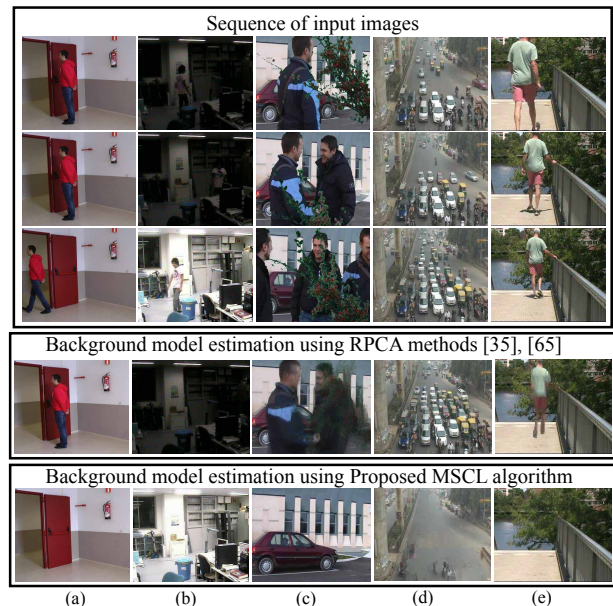 Sequence of input images
Background model estimation using RPCA methods [35], [65]
Background model estimation using Proposed MSCL algorithm
(a) (b) (c) (d) (e)